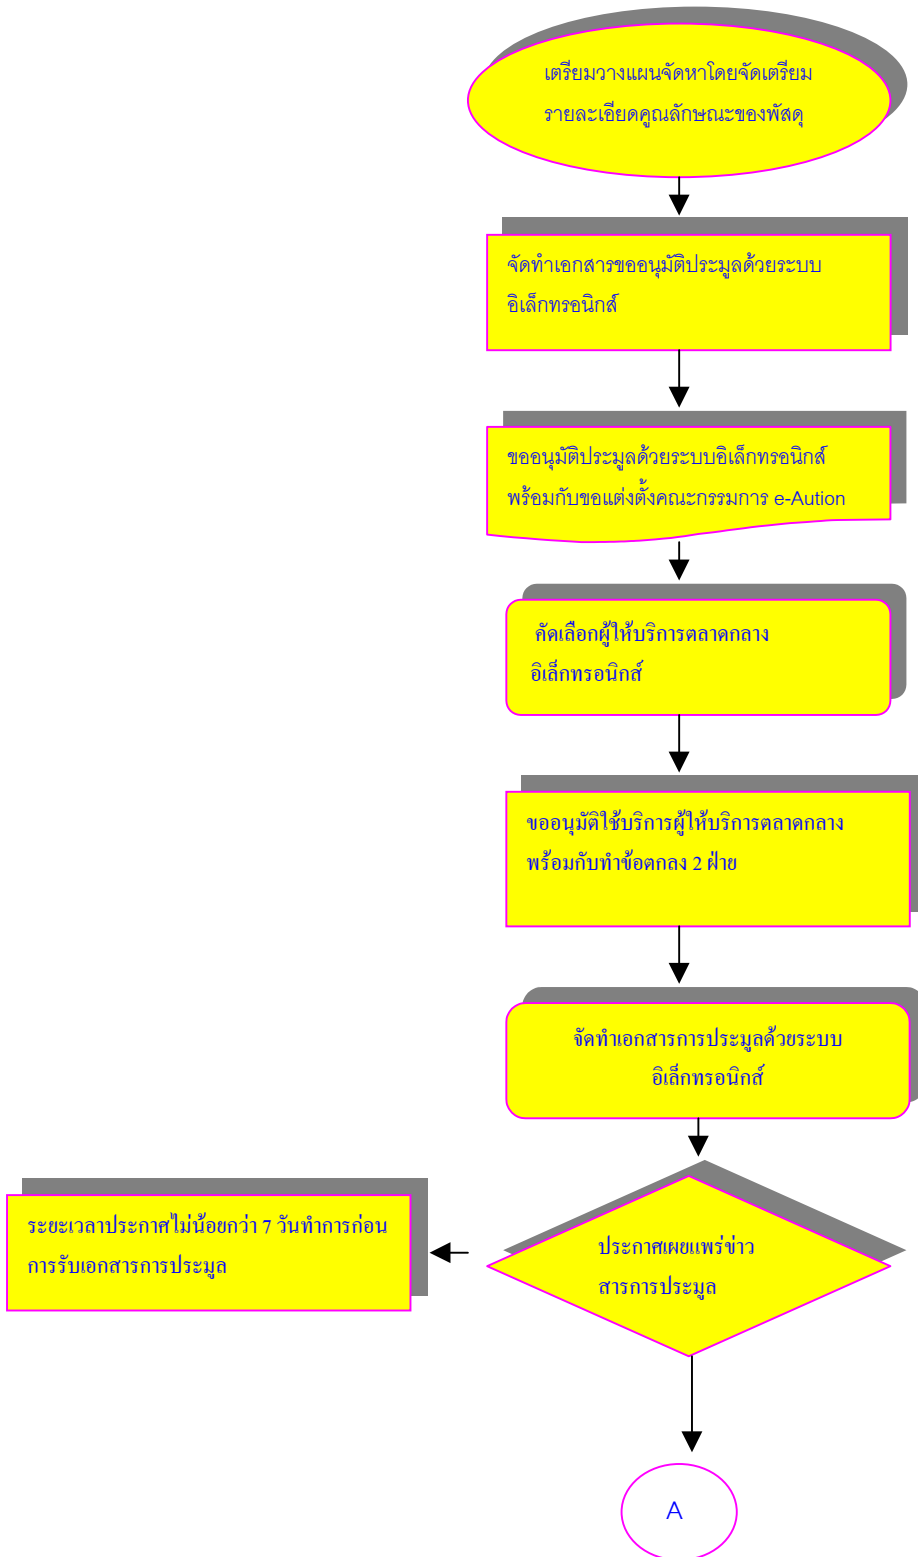 เตรียมวางแผนจัดหาโดยจัดเตรียม
รายละเอียดคูณลักษณะของพัสดุ
จัดทำเอกสารขออนุมัติประมูลด้วยระบบ
อิเล็กทรอนิกส์
ขออนุมัติประมูลด้วยระบบอิเล็กทรอนิกส์
พร้อมกับขอแต่งตั้งคณะกรรมการ e-Aution
คัดเลือกผู้ให้บริการตลาดกลาง
อิเล็กทรอนิกส์
ขออนุมัติใช้บริการผู้ให้บริการตลาดกลาง
พร้อมกับทำข้อตกลง 2 ฝ่าย
จัดทำเอกสารการประมูลด้วยระบบ
อิเล็กทรอนิกส์
ระยะเวลาประกาศไม่น้อยกว่า 7 วันทำการก่อน
การรับเอกสารการประมูล
ประกาศเผยแพร่ข่าว
สารการประมูล
A